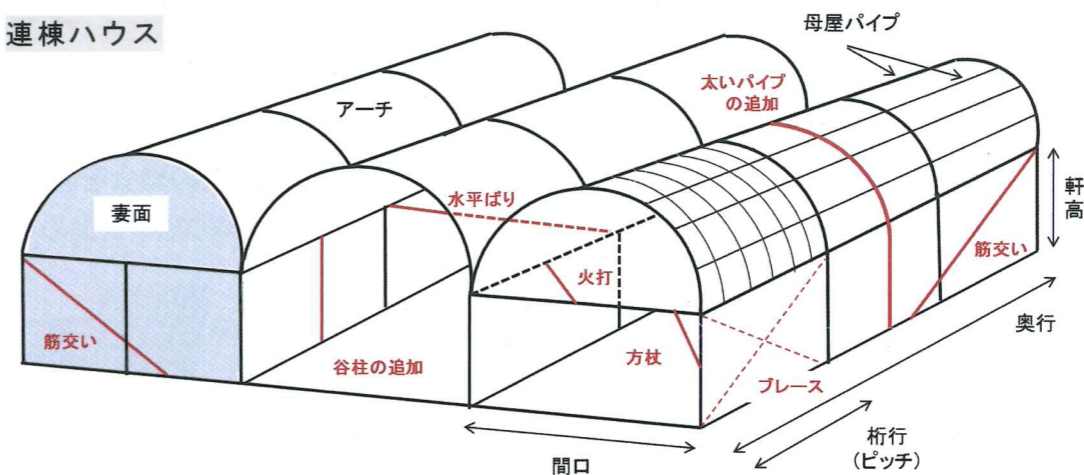 連棟ハウス
母屋パイプ
太いパイプ
の追加
アーチ
水平ばり
妻面
軒
高
火打
筋交い
奥行
筋交い
谷柱の追加
方杖
ブレース
桁行
(ピッチ)
間口